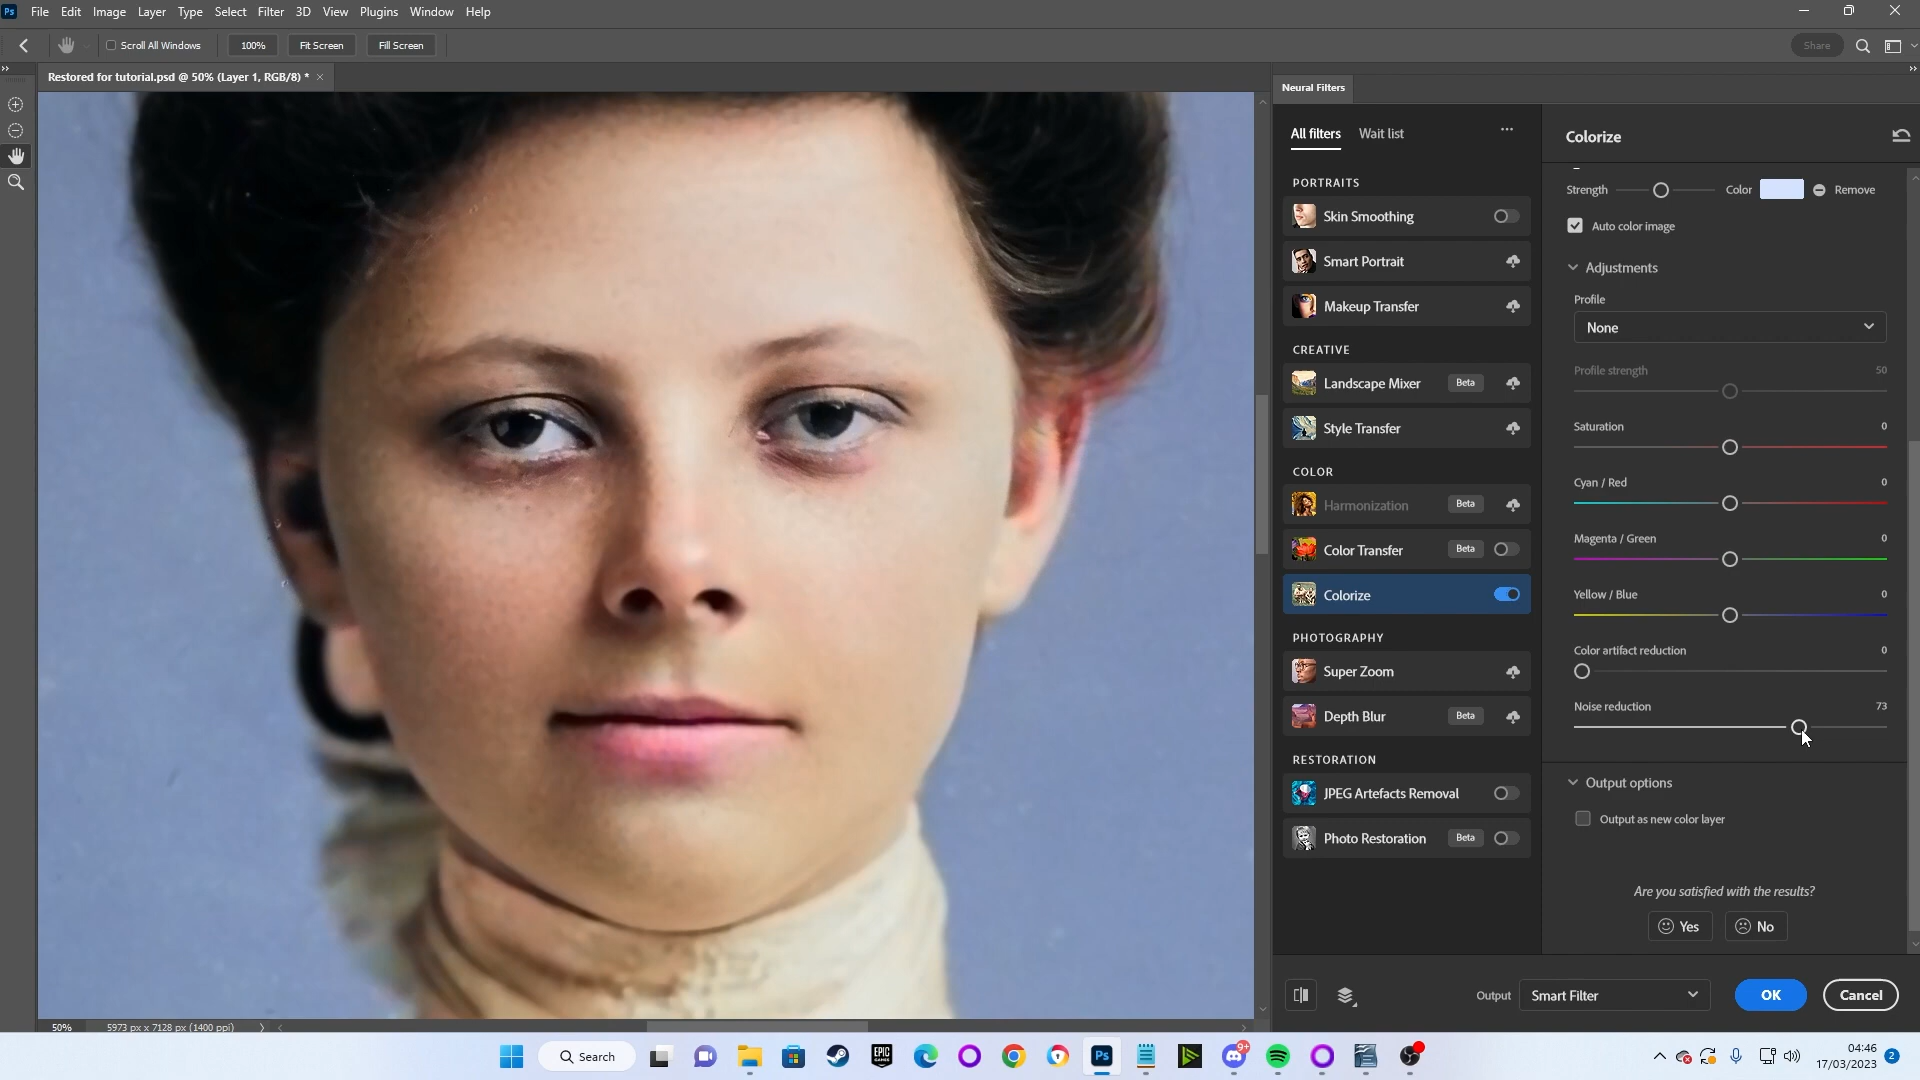 Ps File Edit Image Layer Type Select Filter 3D View Plugins Window Help
Scroll All Windows 100% Fit Screen Fill Screen Share
Restored for tutorial.psd @ 50% (Layer 1, RGB/8) *
Neural Filters
All filters Wait list
PORTRAITS
Skin Smoothing
Smart Portrait
Makeup Transfer
CREATIVE
Landscape Mixer Beta
Style Transfer
COLOR
Harmonization Beta
Color Transfer Beta
Colorize
PHOTOGRAPHY
Super Zoom
Depth Blur Beta
RESTORATION
JPEG Artefacts Removal
Photo Restoration Beta
Colorize
Strength Color Remove
Auto color image
Adjustments
Profile
None
Profile strength 50
Saturation 0
Cyan / Red 0
Magenta / Green 0
Yellow / Blue 0
Color artifact reduction 0
Noise reduction 73
Output options
Output as new color layer
Are you satisfied with the results?
Yes No
Output Smart Filter OK Cancel
50% 5973 px x 7128 px (1400 ppi)
Search EPIC GAMES Ps 9+
04:46
17/03/2023 2